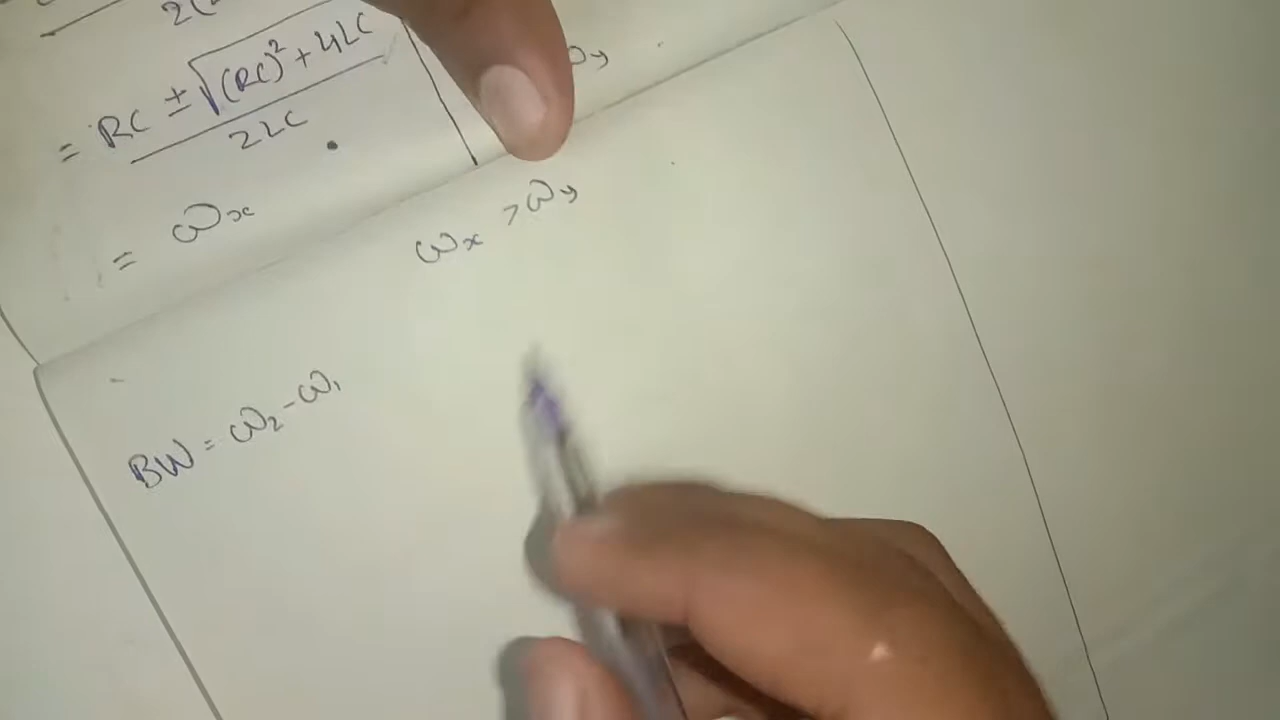 = RC ± √(RC)² + 4LC
2LC
= ωx
ωx > ωy
BW = ω₂ - ω₁